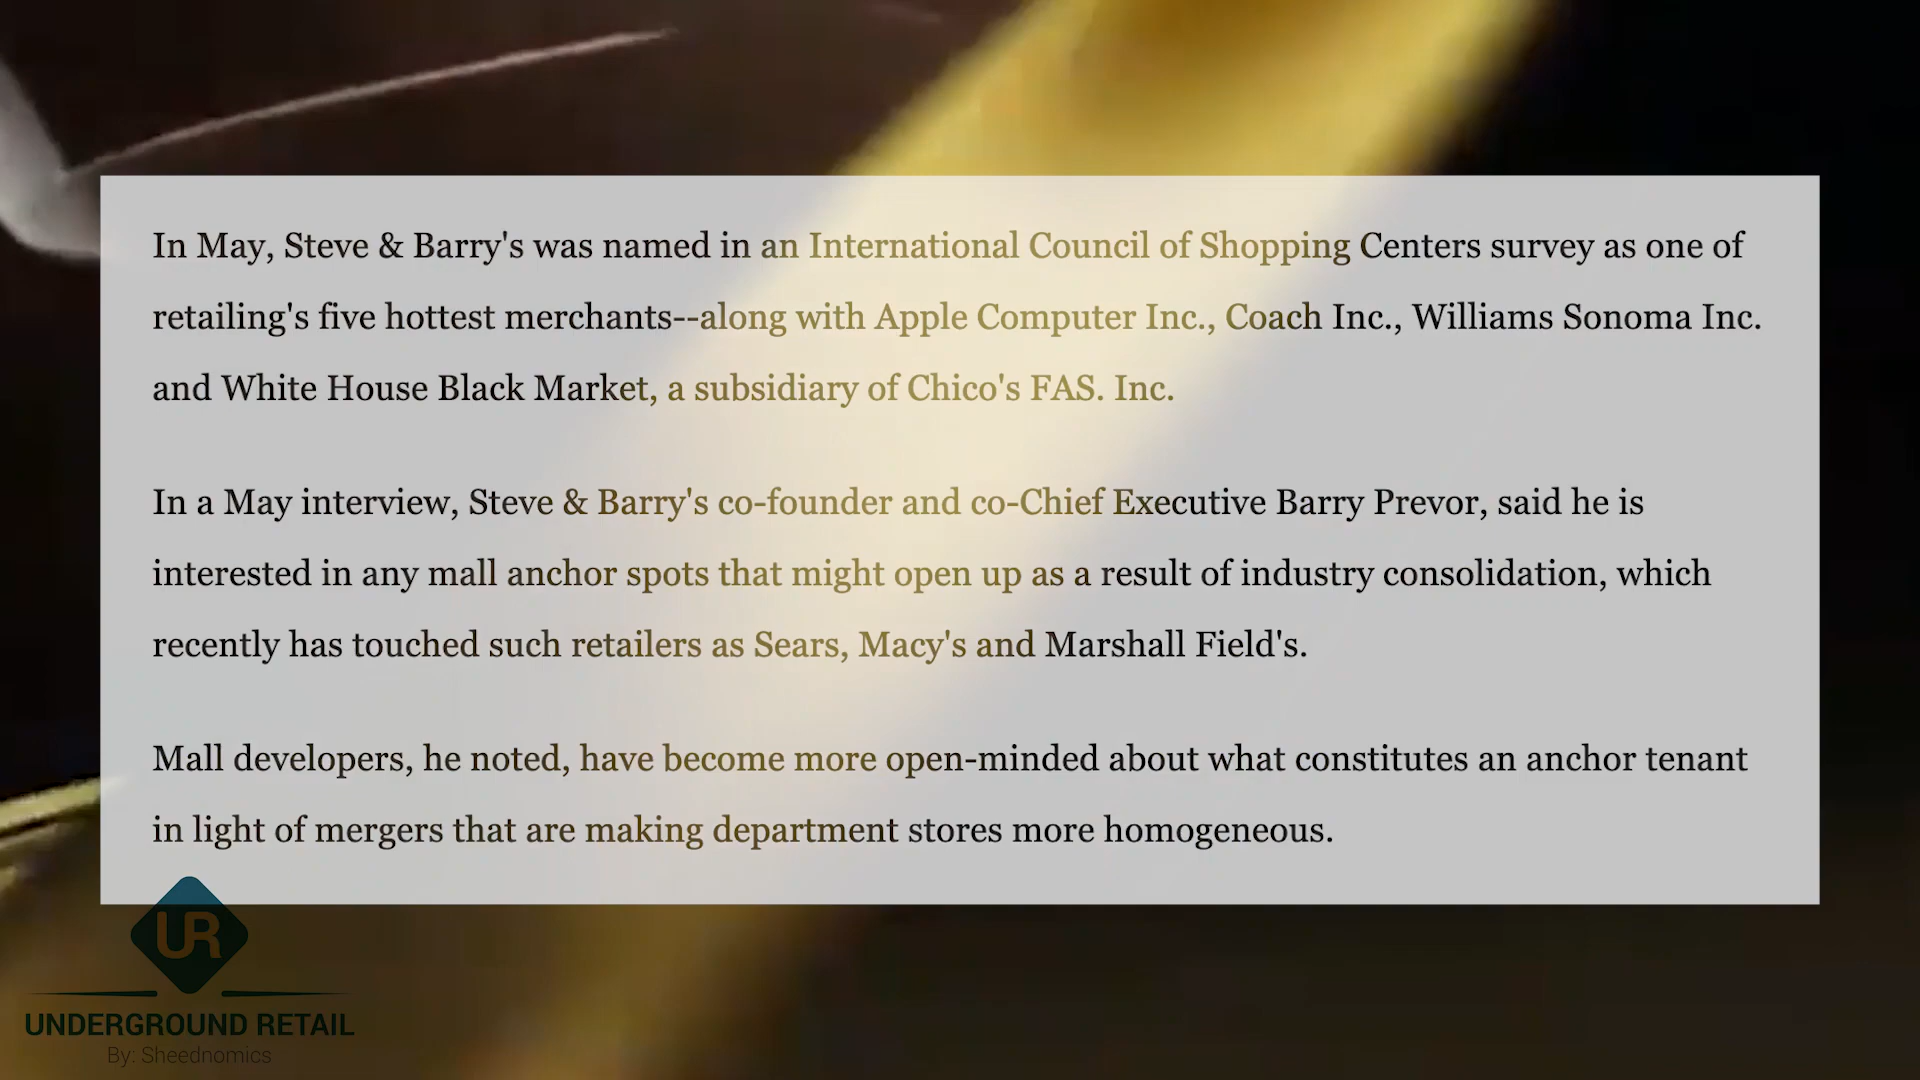 In May, Steve & Barry's was named in an International Council of Shopping Centers survey as one of
retailing's five hottest merchants--along with Apple Computer Inc., Coach Inc., Williams Sonoma Inc.
and White House Black Market, a subsidiary of Chico's FAS. Inc.
In a May interview, Steve & Barry's co-founder and co-Chief Executive Barry Prevor, said he is
interested in any mall anchor spots that might open up as a result of industry consolidation, which
recently has touched such retailers as Sears, Macy's and Marshall Field's.
Mall developers, he noted, have become more open-minded about what constitutes an anchor tenant
in light of mergers that are making department stores more homogeneous.
UR
UNDERGROUND RETAIL
By: Sheednomics